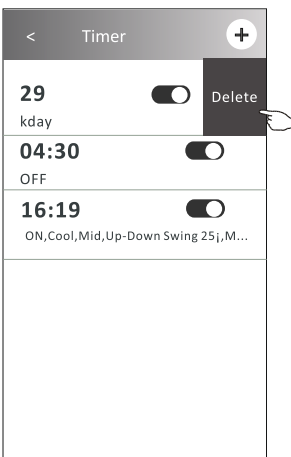 < Timer +
29 Delete
kday
04:30
OFF
16:19
ON,Cool,Mid,Up-Down Swing 25¡,M...